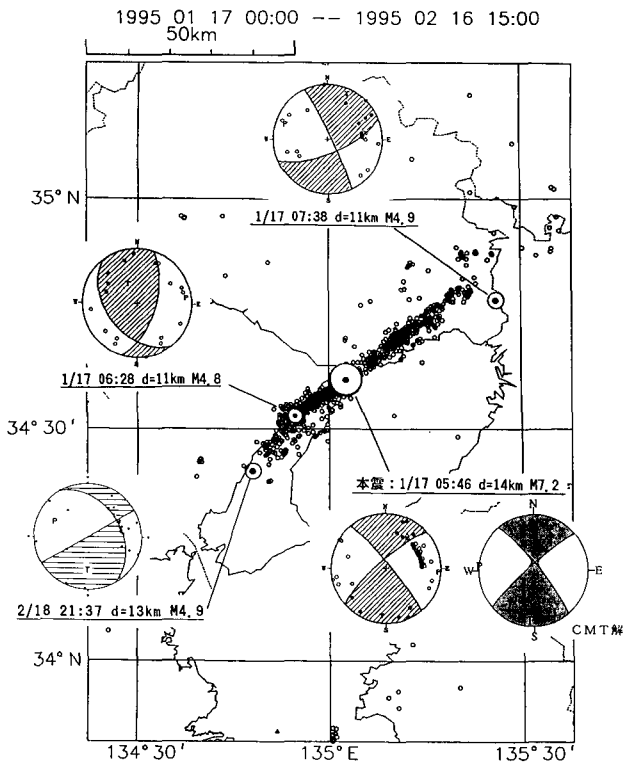 1995 01 17 00:00 -- 1995 02 16 15:00
50km
N
W
E
S
P
35°N
1/17 07:38 d=11km M4.9
N
W
E
T
P
1/17 06:28 d=11km M4.8
34°30'
本震：1/17 05:46 d=14km M7.2
P
T
N
W
E
P
S
N
W
P
E
S
CMT解
2/18 21:37 d=13km M4.9
34°N
134°30'
135°E
135°30'